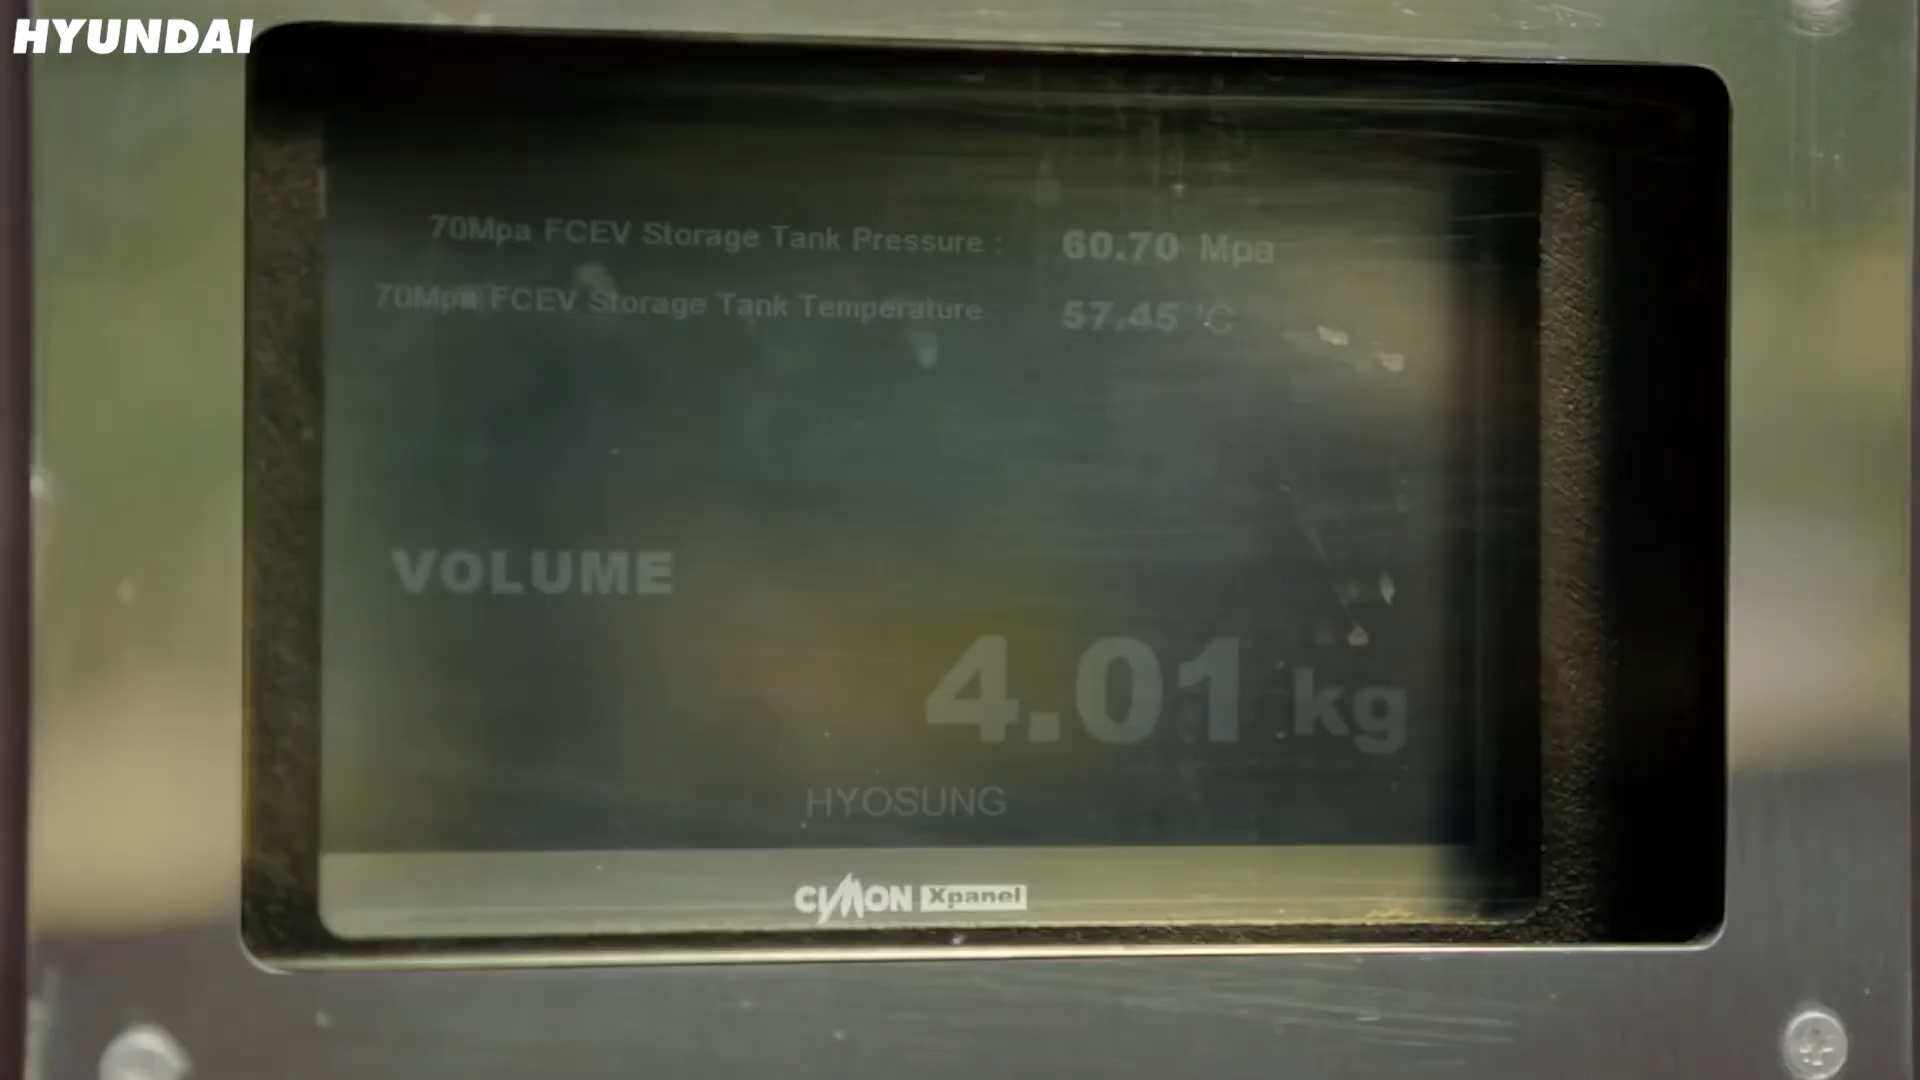 HYUNDAI
70Mpa FCEV Storage Tank Pressure : 60.70 Mpa
70Mpa FCEV Storage Tank Temperature 57.45 'C
VOLUME
4.01 kg
HYOSUNG
CIMON Xpanel